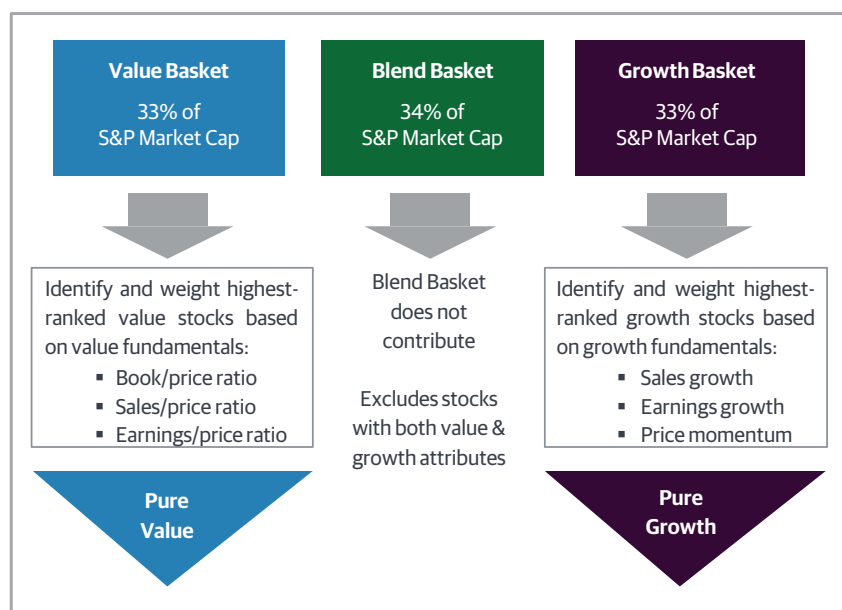 Value Basket
33% of
S&P Market Cap
Blend Basket
34% of
S&P Market Cap
Growth Basket
33% of
S&P Market Cap
Identify and weight highest-
ranked value stocks based
on value fundamentals:
▪ Book/price ratio
▪ Sales/price ratio
▪ Earnings/price ratio
Blend Basket
does not
contribute
Excludes stocks
with both value &
growth attributes
Identify and weight highest-
ranked growth stocks based
on growth fundamentals:
▪ Sales growth
▪ Earnings growth
▪ Price momentum
Pure
Value
Pure
Growth